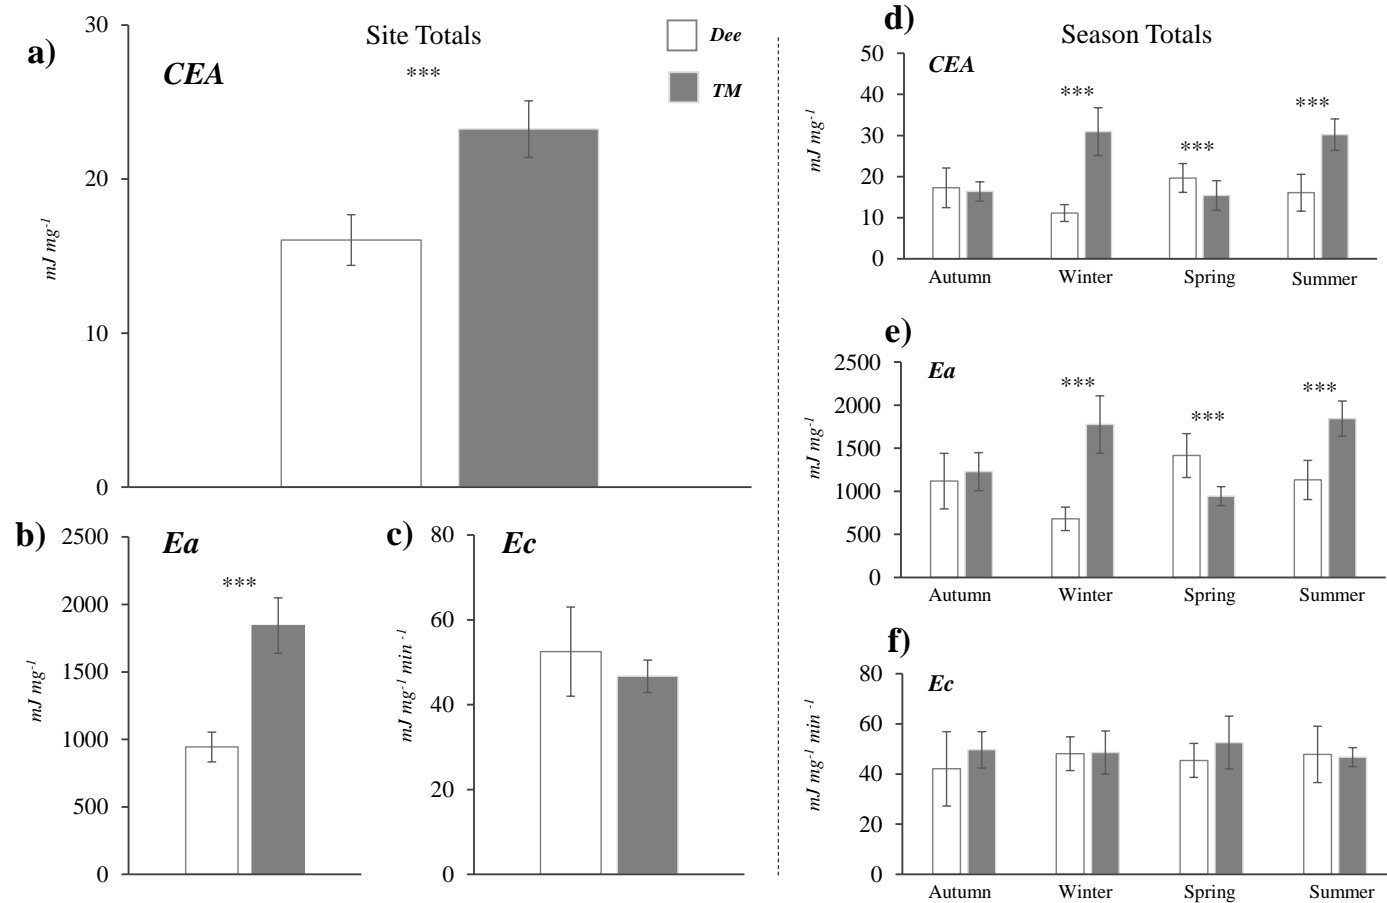 a)
Site Totals
CEA
***
Dee
TM
30
20
10
0
mJ mg-1
b)
Ea
***
2500
2000
1500
1000
500
0
mJ mg-1
c)
Ec
80
60
40
20
0
mJ mg-1 min -1
d)
Season Totals
CEA
50
40
30
20
10
0
mJ mg-1
***
***
***
Autumn Winter Spring Summer
e)
Ea
2500
2000
1500
1000
500
0
mJ mg-1
***
***
***
Autumn Winter Spring Summer
f)
Ec
80
60
40
20
0
mJ mg-1 min -1
Autumn Winter Spring Summer